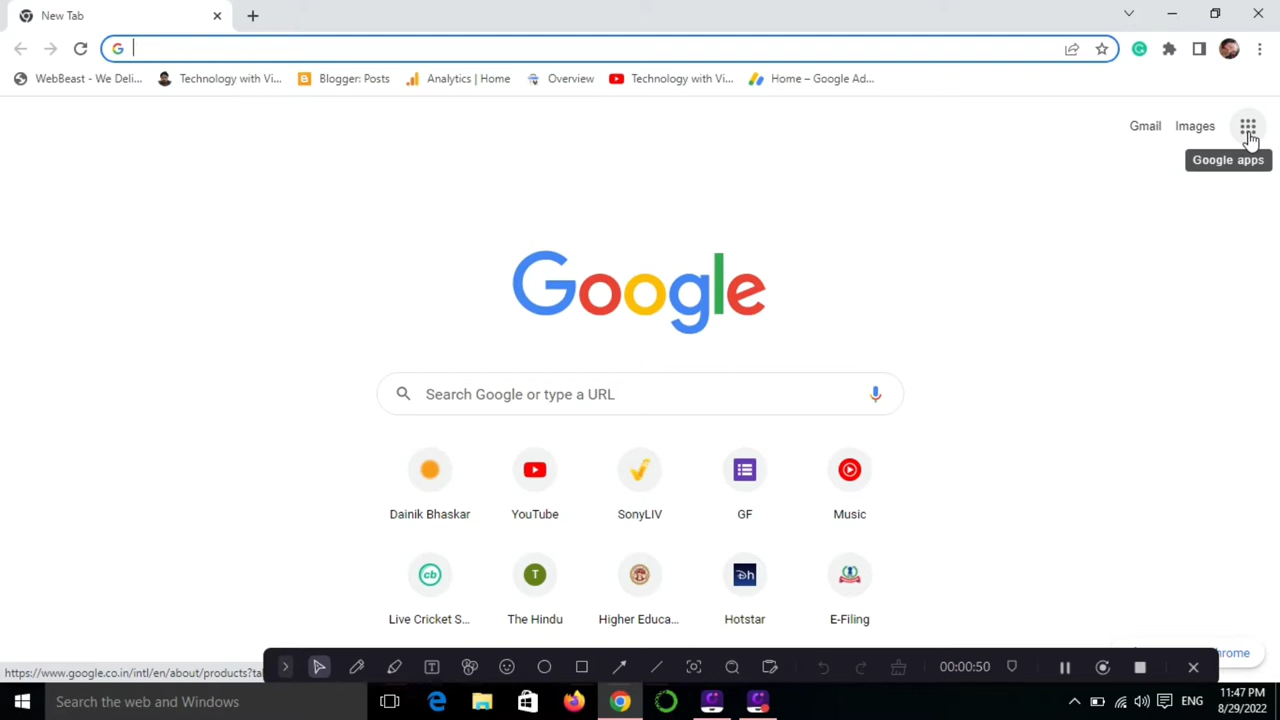 New Tab
WebBeast - We Deli...
Technology with Vi...
Blogger: Posts
Analytics | Home
Overview
Technology with Vi...
Home – Google Ad...
Gmail
Images
Google apps
Google
Search Google or type a URL
Dainik Bhaskar
YouTube
SonyLIV
GF
Music
cb
T
Dh
Live Cricket S...
The Hindu
Higher Educa...
Hotstar
E-Filing
https://www.google.co.in/intl/en/about/products?ta
00:00:50
hrome
Search the web and Windows
ENG
11:47 PM
8/29/2022